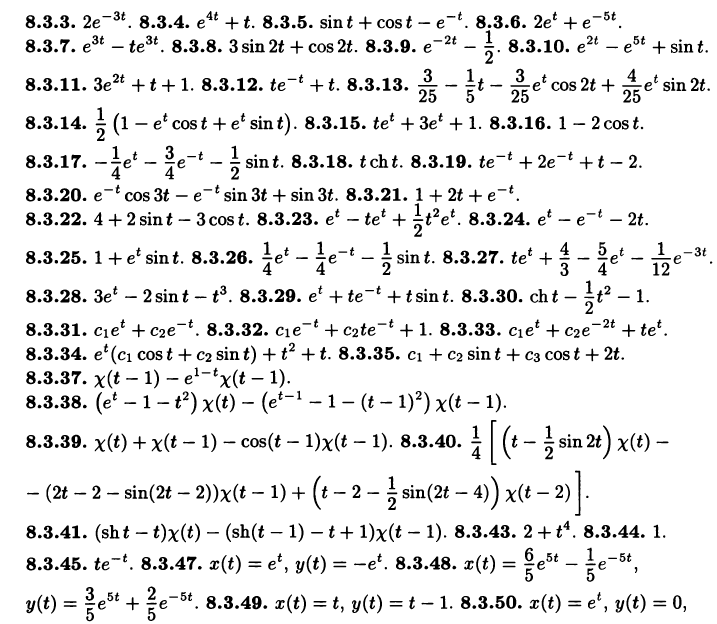 8.3.3. 2e^{-3t}. 8.3.4. e^{4t} + t. 8.3.5. sin t + cos t − e^{-t}. 8.3.6. 2e^t + e^{-5t}.
8.3.7. e^{3t} − te^{3t}. 8.3.8. 3 sin 2t + cos 2t. 8.3.9. e^{-2t} − 1/2. 8.3.10. e^{2t} − e^{5t} + sin t.
8.3.11. 3e^{2t} + t + 1. 8.3.12. te^{-t} + t. 8.3.13. 3/25 − 1/5 t − 3/25 e^t cos 2t + 4/25 e^t sin 2t.
8.3.14. 1/2 (1 − e^t cos t + e^t sin t). 8.3.15. te^t + 3e^t + 1. 8.3.16. 1 − 2 cos t.
8.3.17. −1/4 e^t − 3/4 e^{-t} − 1/2 sin t. 8.3.18. t ch t. 8.3.19. te^{-t} + 2e^{-t} + t − 2.
8.3.20. e^{-t} cos 3t − e^{-t} sin 3t + sin 3t. 8.3.21. 1 + 2t + e^{-t}.
8.3.22. 4 + 2 sin t − 3 cos t. 8.3.23. e^t − te^t + 1/2 t^2 e^t. 8.3.24. e^t − e^{-t} − 2t.
8.3.25. 1 + e^t sin t. 8.3.26. 1/4 e^t − 1/4 e^{-t} − 1/2 sin t. 8.3.27. te^t + 4/3 − 5/4 e^t − 1/12 e^{-3t}.
8.3.28. 3e^t − 2 sin t − t^3. 8.3.29. e^t + te^{-t} + t sin t. 8.3.30. ch t − 1/2 t^2 − 1.
8.3.31. c₁e^t + c₂e^{-t}. 8.3.32. c₁e^{-t} + c₂te^{-t} + 1. 8.3.33. c₁e^t + c₂e^{-2t} + te^t.
8.3.34. e^t(c₁ cos t + c₂ sin t) + t^2 + t. 8.3.35. c₁ + c₂ sin t + c₃ cos t + 2t.
8.3.37. χ(t − 1) − e^{1-t}χ(t − 1).
8.3.38. (e^t − 1 − t^2) χ(t) − (e^{t-1} − 1 − (t − 1)^2) χ(t − 1).
8.3.39. χ(t) + χ(t − 1) − cos(t − 1)χ(t − 1). 8.3.40. 1/4 [(t − 1/2 sin 2t) χ(t) −
− (2t − 2 − sin(2t − 2))χ(t − 1) + (t − 2 − 1/2 sin(2t − 4)) χ(t − 2)].
8.3.41. (sh t − t)χ(t) − (sh(t − 1) − t + 1)χ(t − 1). 8.3.43. 2 + t^4. 8.3.44. 1.
8.3.45. te^{-t}. 8.3.47. x(t) = e^t, y(t) = −e^t. 8.3.48. x(t) = 6/5 e^{5t} − 1/5 e^{-5t},
y(t) = 3/5 e^{5t} + 2/5 e^{-5t}. 8.3.49. x(t) = t, y(t) = t − 1. 8.3.50. x(t) = e^t, y(t) = 0,